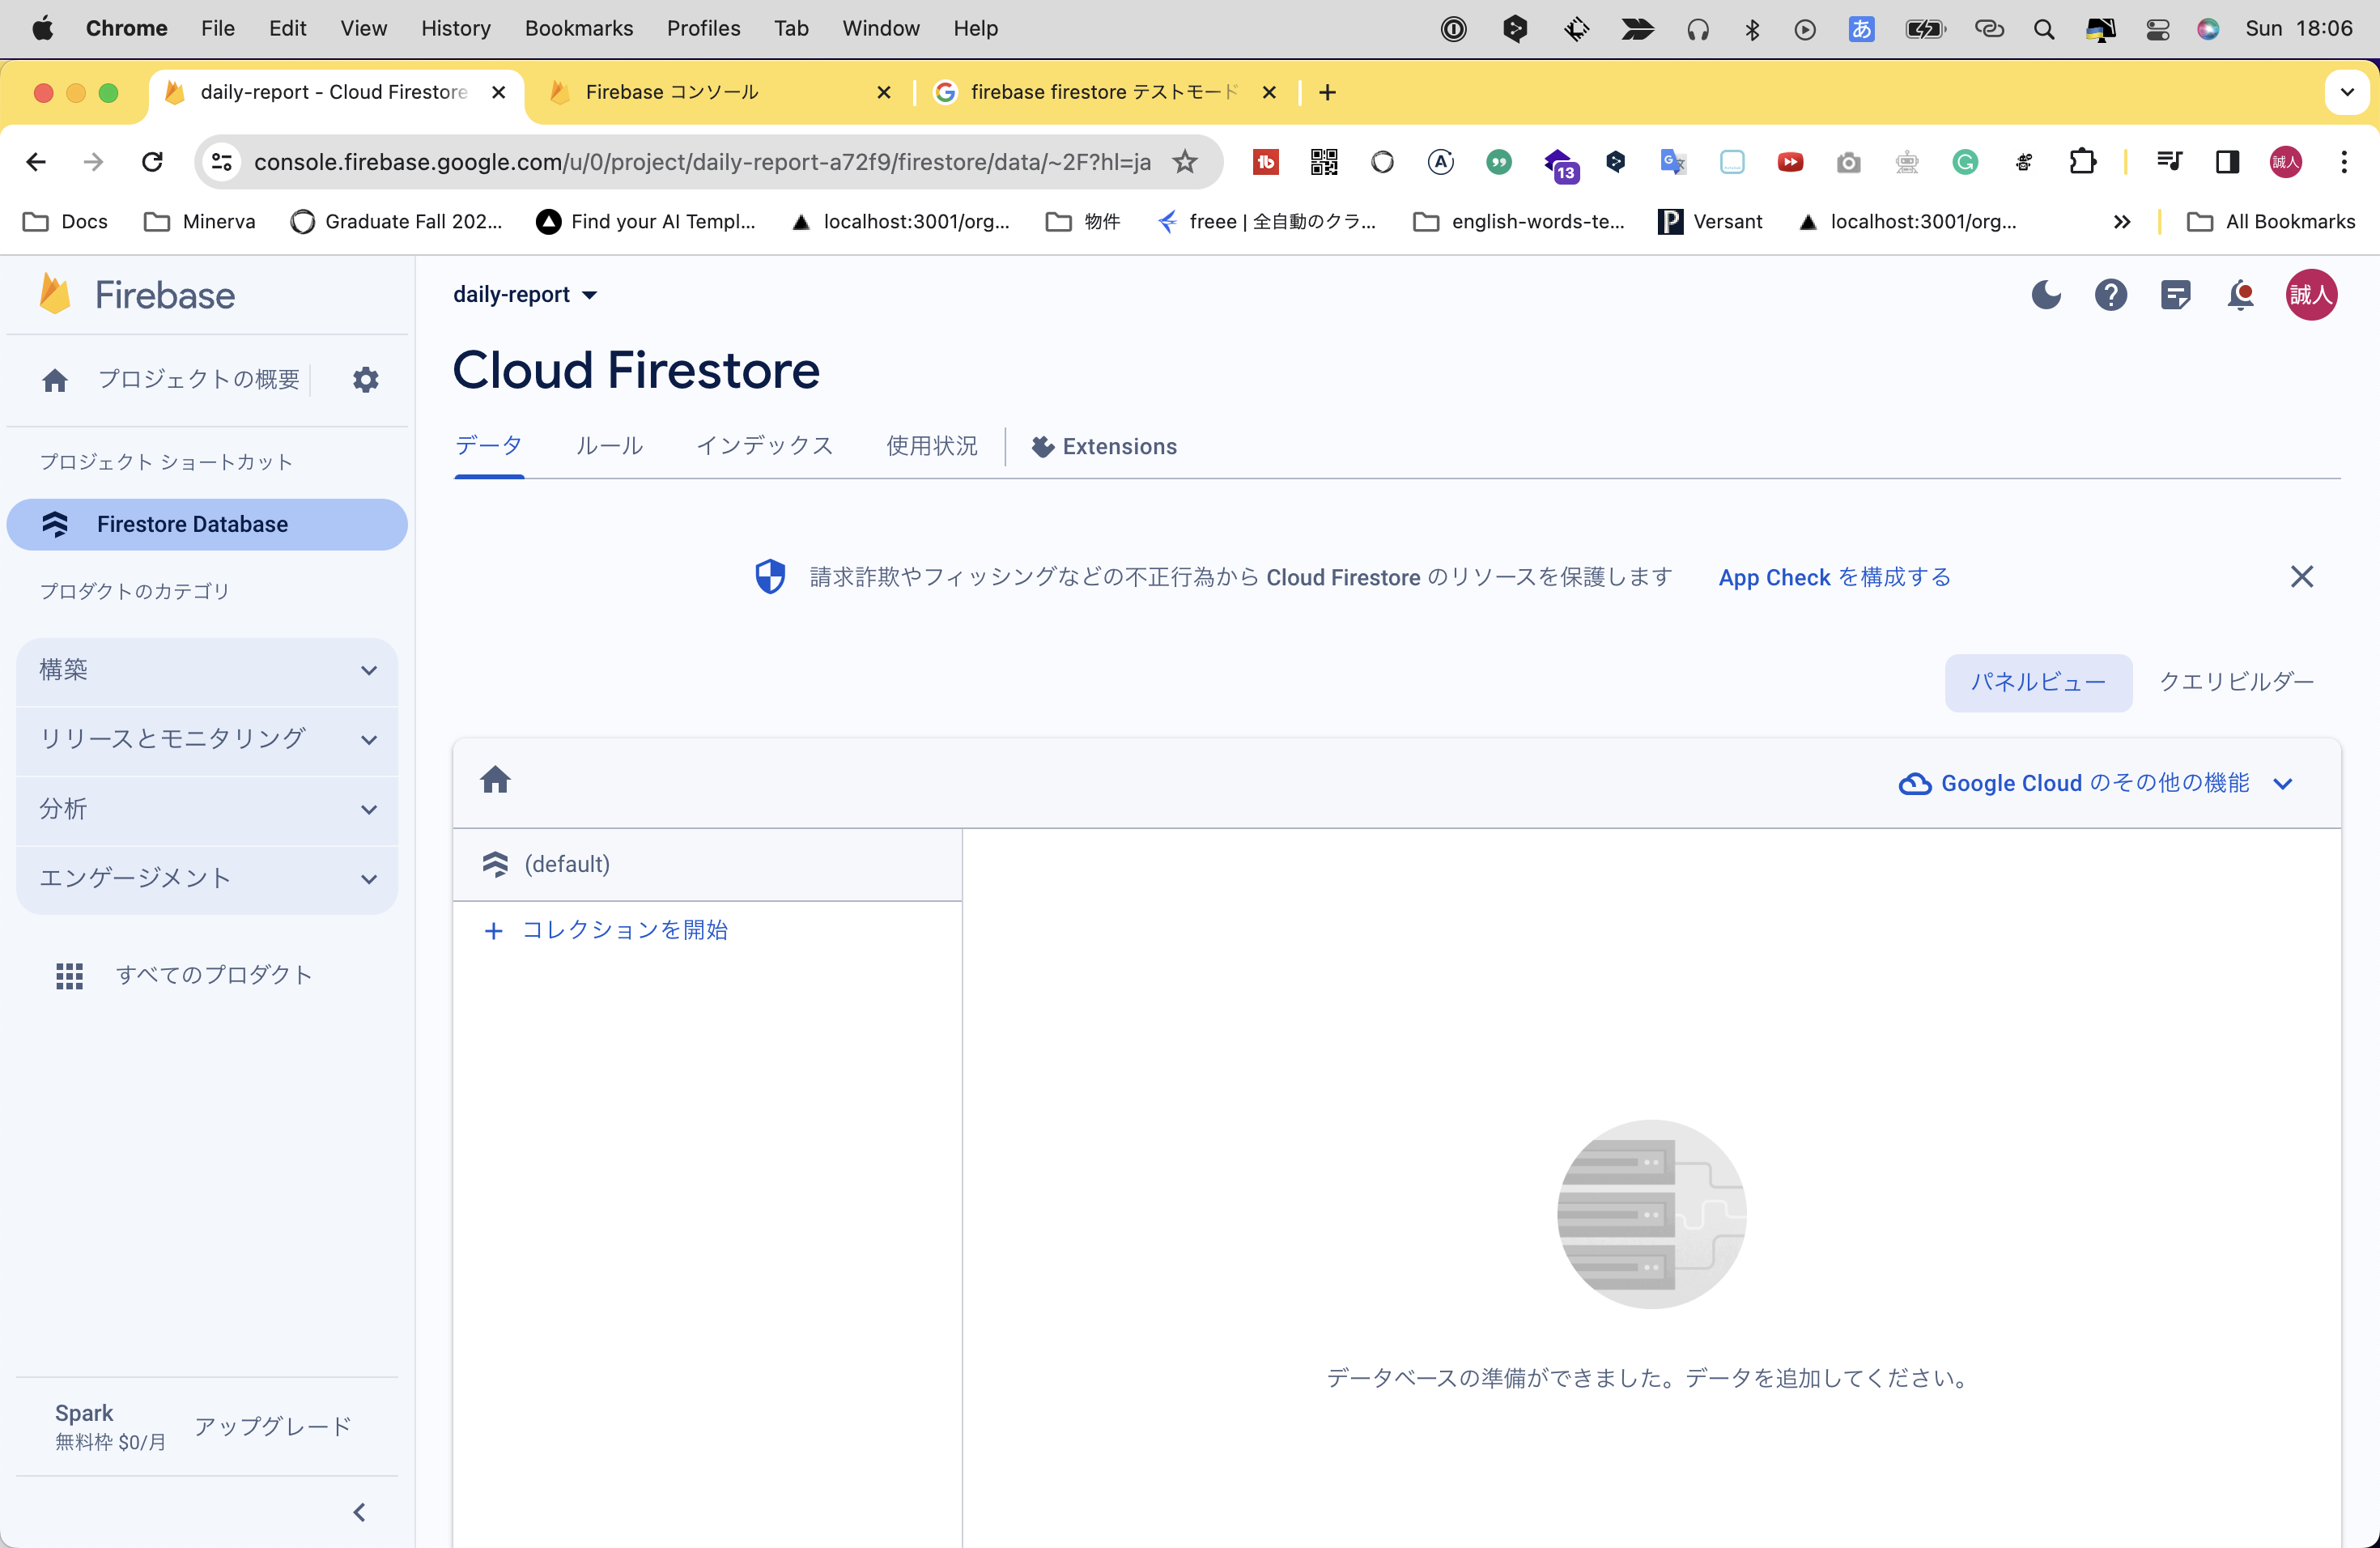 Chrome File Edit View History Bookmarks Profiles Tab Window Help あ Sun 18:06
daily-report - Cloud Firestore Firebase コンソール firebase firestore テストモード
console.firebase.google.com/u/0/project/daily-report-a72f9/firestore/data/~2F?hl=ja 13 誠人
Docs Minerva Graduate Fall 202... Find your AI Templ... localhost:3001/org... 物件 freee | 全自動のクラ... english-words-te... Versant localhost:3001/org... All Bookmarks
Firebase
daily-report
誠人
プロジェクトの概要
Cloud Firestore
データ ルール インデックス 使用状況 Extensions
プロジェクト ショートカット
Firestore Database
請求詐欺やフィッシングなどの不正行為から Cloud Firestore のリソースを保護します App Check を構成する
プロダクトのカテゴリ
構築
リリースとモニタリング
分析
エンゲージメント
すべてのプロダクト
パネルビュー クエリビルダー
Google Cloud のその他の機能
(default)
コレクションを開始
データベースの準備ができました。データを追加してください。
Spark
無料枠 $0/月
アップグレード